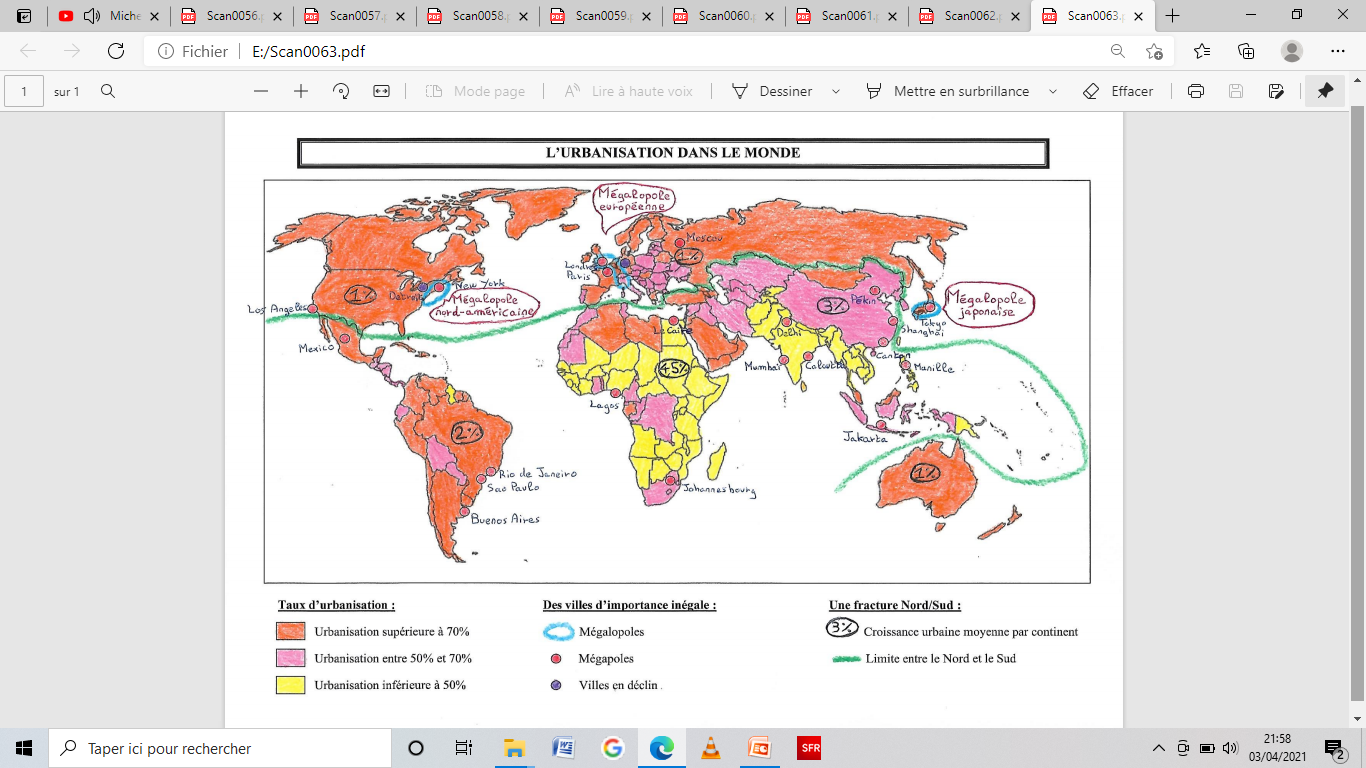 Miche
Scan0056.p
Scan0057.p
Scan0058.p
Scan0059.p
Scan0060.p
Scan0061.p
Scan0062.p
Scan0063.p
Fichier
E:/Scan0063.pdf
1 sur 1
Mode page
Lire à haute voix
Dessiner
Mettre en surbrillance
Effacer
L'URBANISATION DANS LE MONDE
Mégalopole
européenne
Moscou
1%
Londres
Paris
New York
Detroit
1%
Mégalopole
nord-américaine
Los Angeles
Mexico
Pékin
3%
Mégalopole
japonaise
Tokyo
Shanghaï
Le Caire
Delhi
Canton
Mumbai
Calcutta
Manille
45%
Lagos
Jakarta
2%
1%
Rio de Janeiro
Sao Paulo
Johannesbourg
Buenos Aires
Taux d'urbanisation :
Urbanisation supérieure à 70%
Urbanisation entre 50% et 70%
Urbanisation inférieure à 50%
Des villes d'importance inégale :
Mégalopoles
Mégapoles
Villes en déclin
Une fracture Nord/Sud :
3% Croissance urbaine moyenne par continent
Limite entre le Nord et le Sud
Taper ici pour rechercher
SFR
21:58
03/04/2021
2